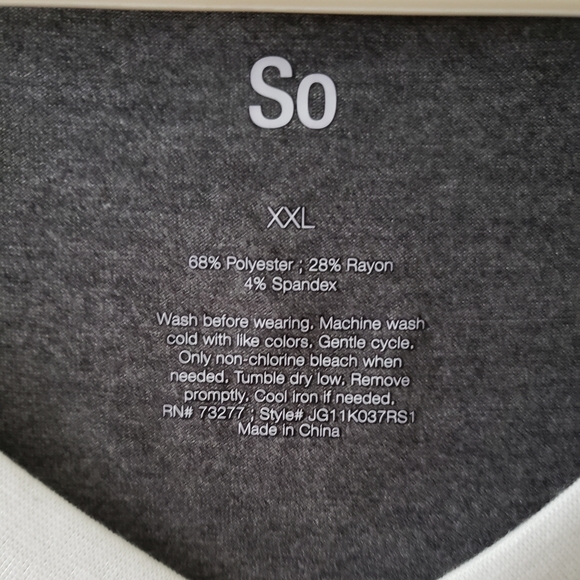 So
XXL
68% Polyester ; 28% Rayon
4% Spandex
Wash before wearing. Machine wash
cold with like colors. Gentle cycle.
Only non-chlorine bleach when
needed. Tumble dry low. Remove
promptly. Cool iron if needed.
RN# 73277 ; Style# JG11K037RS1
Made in China